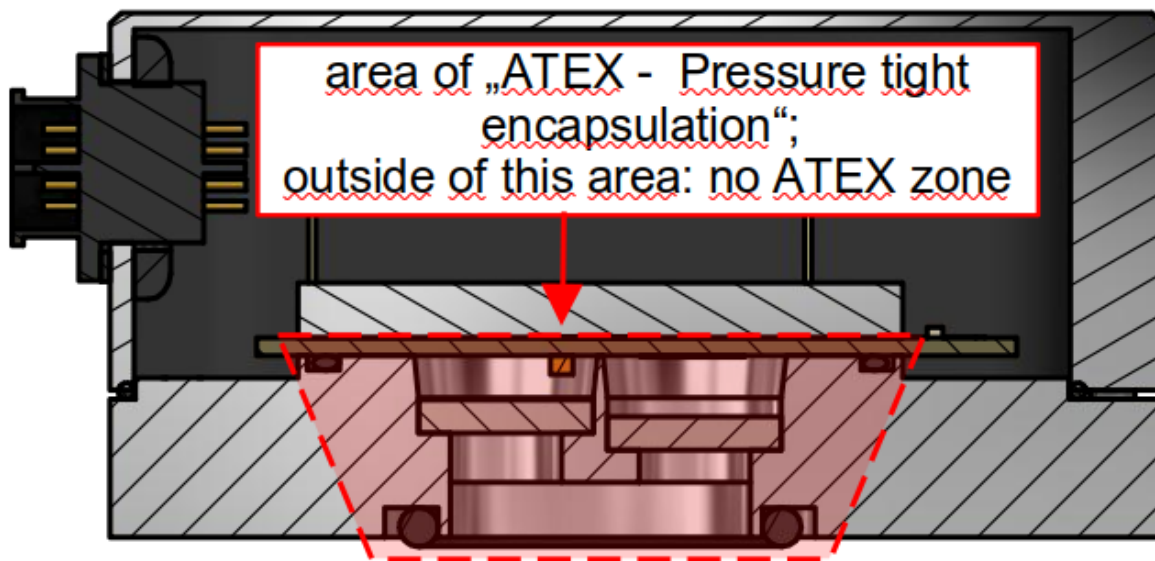 area of „ATEX - Pressure tight
encapsulation“;
outside of this area: no ATEX zone